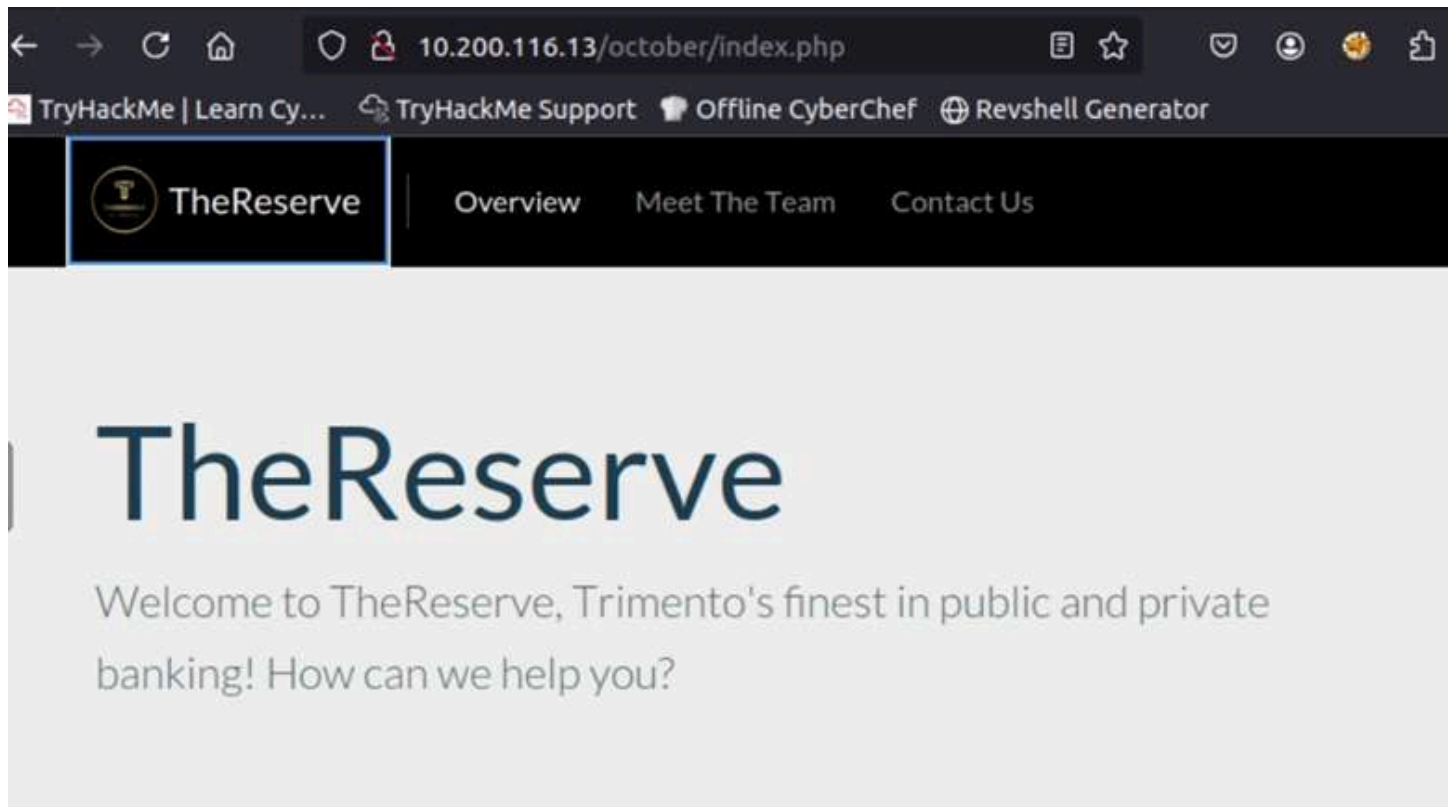 10.200.116.13/october/index.php
TryHackMe | Learn Cy... TryHackMe Support Offline CyberChef Revshell Generator
TheReserve Overview Meet The Team Contact Us
TheReserve
Welcome to TheReserve, Trimento's finest in public and private
banking! How can we help you?